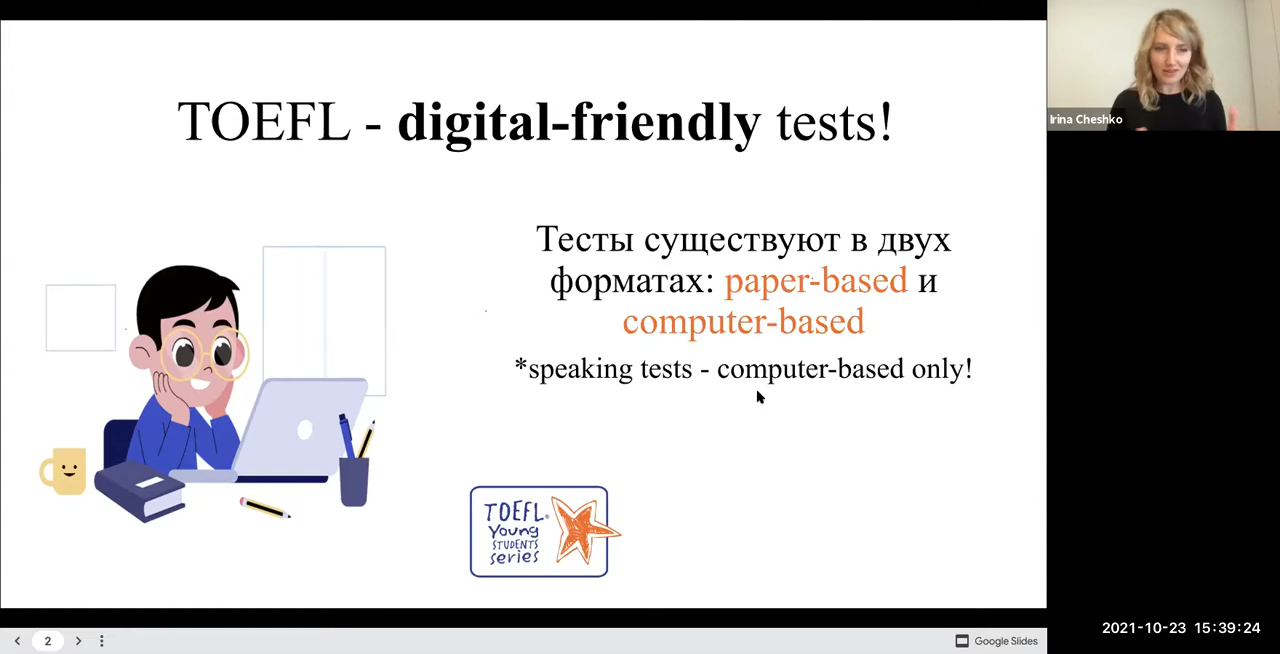 TOEFL - digital-friendly tests!
Irina Cheshko
Тесты существуют в двух
форматах: paper-based и
computer-based
*speaking tests - computer-based only!
TOEFL®
Young
STUDENTS
series
2
Google Slides
2021-10-23 15:39:24